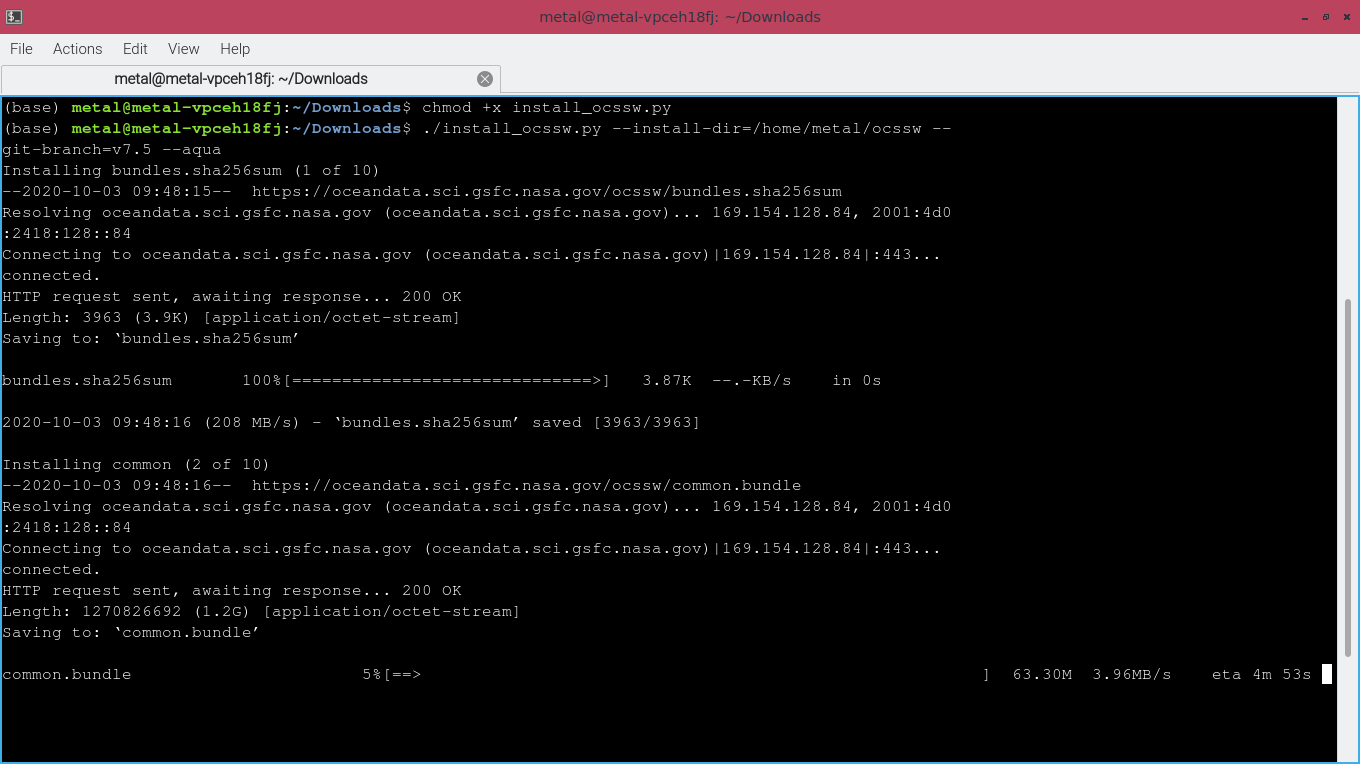 metal@metal-vpceh18fj: ~/Downloads
File Actions Edit View Help
metal@metal-vpceh18fj: ~/Downloads
(base) metal@metal-vpceh18fj:~/Downloads$ chmod +x install_ocssw.py
(base) metal@metal-vpceh18fj:~/Downloads$ ./install_ocssw.py --install-dir=/home/metal/ocssw --
git-branch=v7.5 --aqua
Installing bundles.sha256sum (1 of 10)
--2020-10-03 09:48:15--  https://oceandata.sci.gsfc.nasa.gov/ocssw/bundles.sha256sum
Resolving oceandata.sci.gsfc.nasa.gov (oceandata.sci.gsfc.nasa.gov)... 169.154.128.84, 2001:4d0
:2418:128::84
Connecting to oceandata.sci.gsfc.nasa.gov (oceandata.sci.gsfc.nasa.gov)|169.154.128.84|:443...
connected.
HTTP request sent, awaiting response... 200 OK
Length: 3963 (3.9K) [application/octet-stream]
Saving to: ‘bundles.sha256sum’
bundles.sha256sum       100%[==============================>]   3.87K  --.-KB/s    in 0s
2020-10-03 09:48:16 (208 MB/s) - ‘bundles.sha256sum’ saved [3963/3963]
Installing common (2 of 10)
--2020-10-03 09:48:16--  https://oceandata.sci.gsfc.nasa.gov/ocssw/common.bundle
Resolving oceandata.sci.gsfc.nasa.gov (oceandata.sci.gsfc.nasa.gov)... 169.154.128.84, 2001:4d0
:2418:128::84
Connecting to oceandata.sci.gsfc.nasa.gov (oceandata.sci.gsfc.nasa.gov)|169.154.128.84|:443...
connected.
HTTP request sent, awaiting response... 200 OK
Length: 1270826692 (1.2G) [application/octet-stream]
Saving to: ‘common.bundle’
common.bundle                       5%[==>                                                        ]  63.30M  3.96MB/s    eta 4m 53s